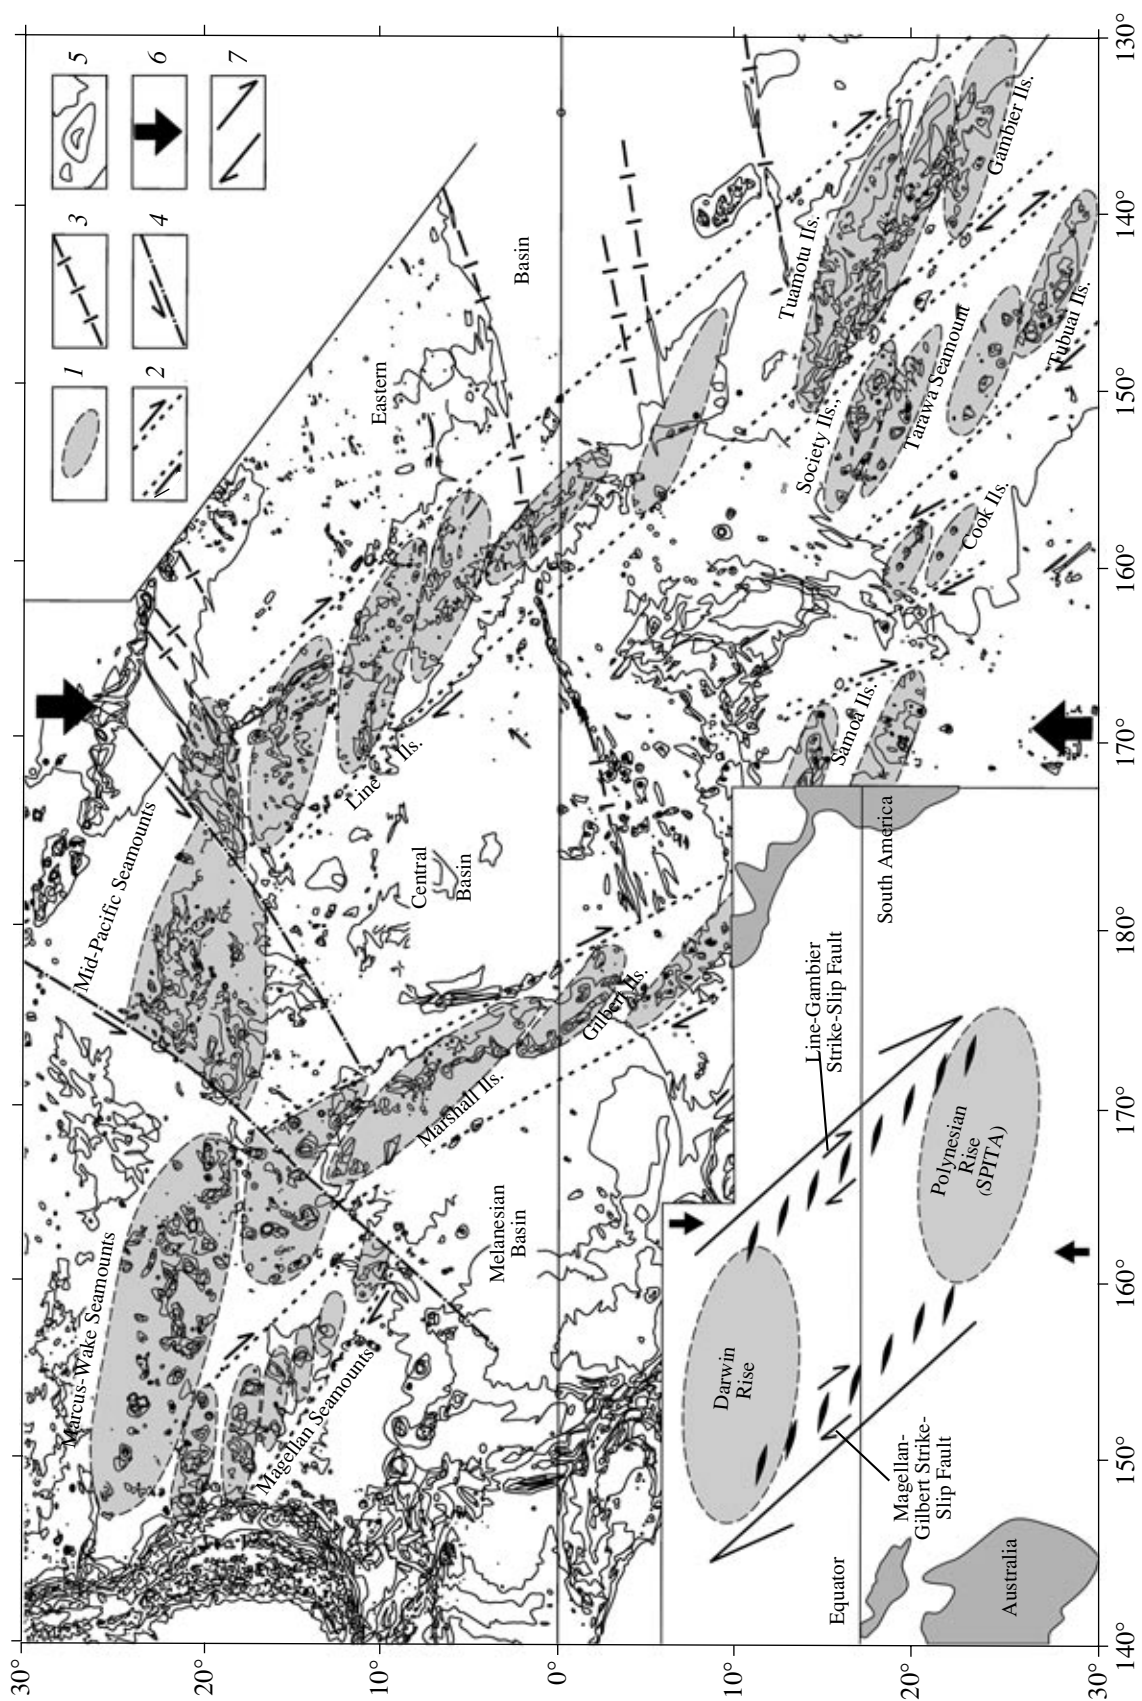 30°
20°
10°
0°
10°
20°
30°
140°
150°
160°
170°
180°
170°
160°
150°
140°
130°
1
2
3
4
5
6
7
Marcus-Wake Seamounts
Mid-Pacific Seamounts
Magellan Seamounts
Marshall Ils.
Gilbert Ils.
Line Ils.
Eastern
Basin
Central
Basin
Melanesian
Basin
Tuamotu Ils.
Gambier Ils.
Society Ils.,
Tarawa Seamount
Tubuai Ils.
Cook Ils.
Samoa Ils.
Darwin
Rise
Line-Gambier
Strike-Slip Fault
Polynesian
Rise
(SPITA)
Magellan-
Gilbert Strike-
Slip Fault
Equator
Australia
South America